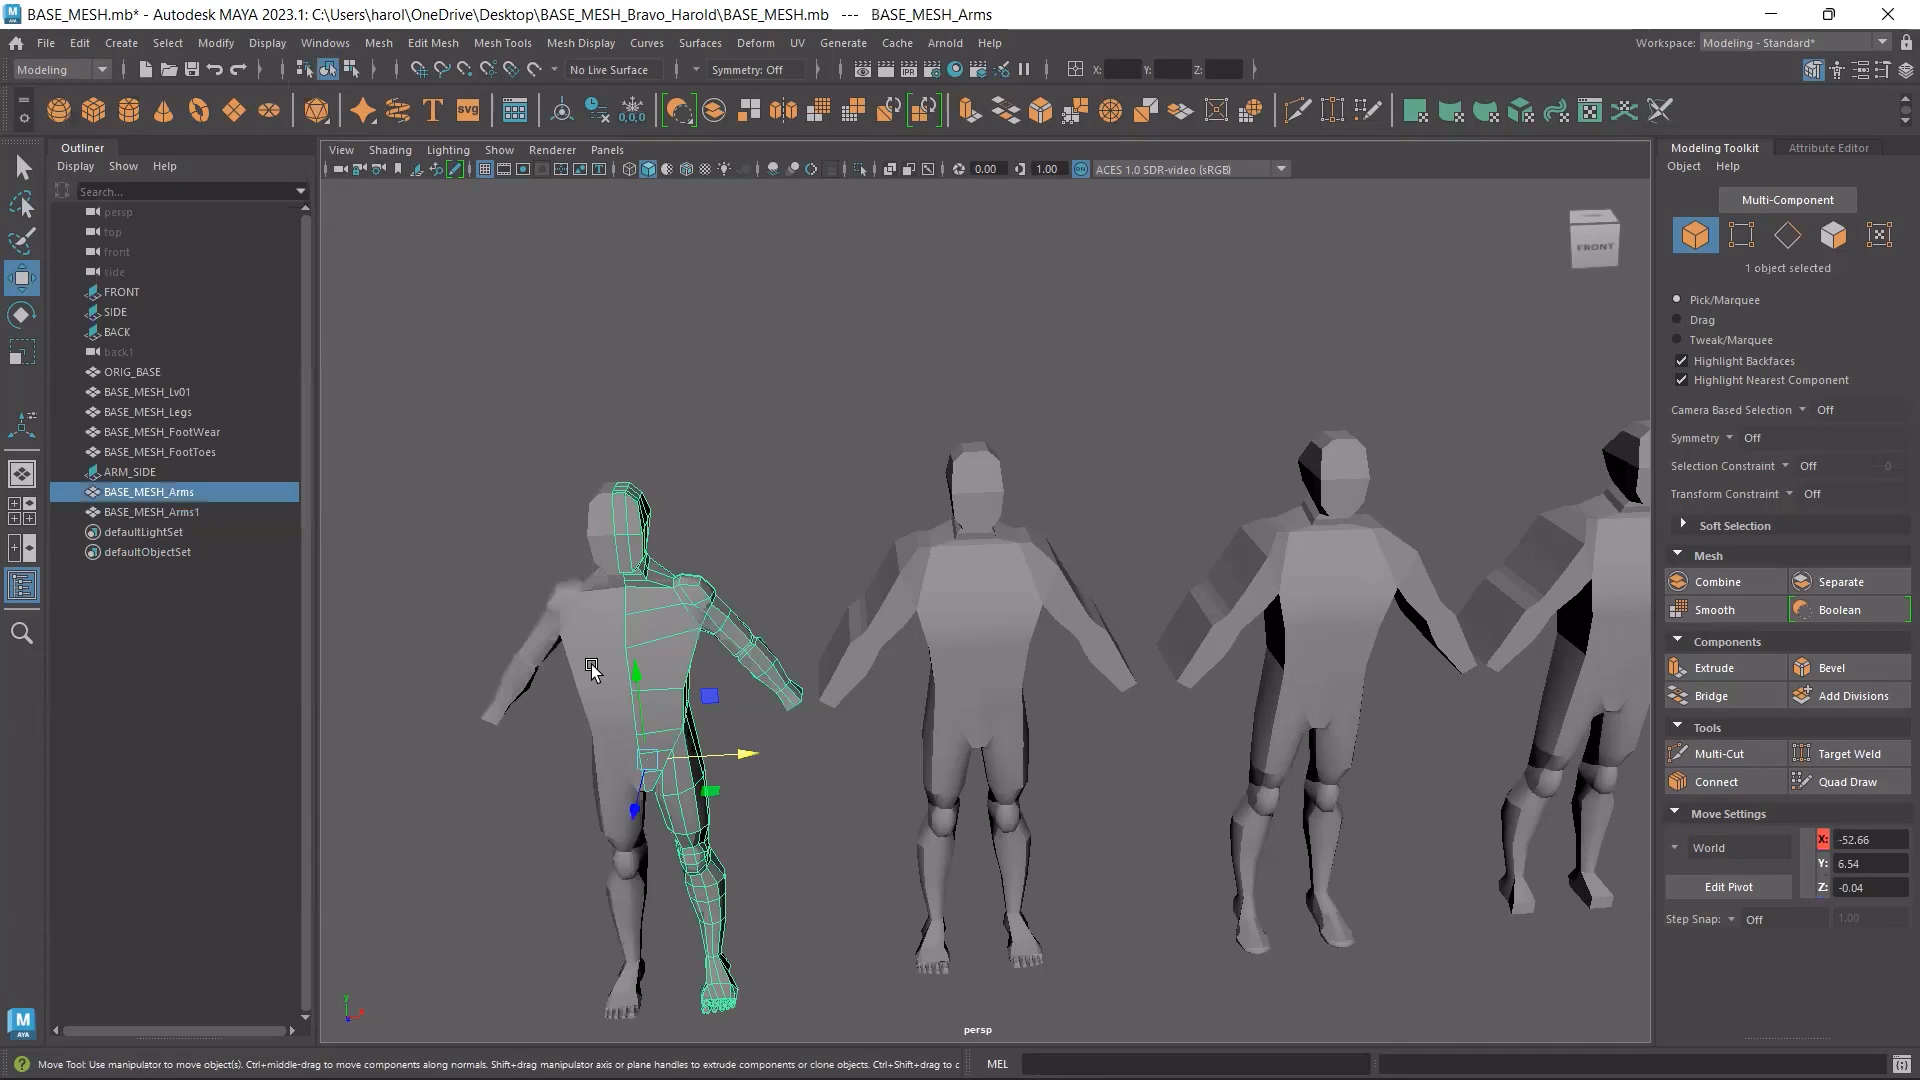 BASE_MESH.mb* - Autodesk MAYA 2023.1: C:\Users\harol\OneDrive\Desktop\BASE_MESH_Bravo_Harold\BASE_MESH.mb --- BASE_MESH_Arms
File Edit Create Select Modify Display Windows Mesh Edit Mesh Mesh Tools Mesh Display Curves Surfaces Deform UV Generate Cache Arnold Help
Workspace: Modeling - Standard*
Modeling
No Live Surface
Symmetry: Off
IPR
X: Y: Z:
T
SVG
0,0,0
Outliner
Display Show Help
Search...
persp
top
front
side
FRONT
SIDE
BACK
back1
ORIG_BASE
BASE_MESH_Lv01
BASE_MESH_Legs
BASE_MESH_FootWear
BASE_MESH_FootToes
ARM_SIDE
BASE_MESH_Arms
BASE_MESH_Arms1
defaultLightSet
defaultObjectSet
View Shading Lighting Show Renderer Panels
0.00
1.00
ACES 1.0 SDR-video (sRGB)
FRONT
y
persp
Modeling Toolkit
Attribute Editor
Object Help
Multi-Component
1 object selected
Pick/Marquee
Drag
Tweak/Marquee
Highlight Backfaces
Highlight Nearest Component
Camera Based Selection Off
Symmetry Off
Selection Constraint Off 0
Transform Constraint Off
Soft Selection
Mesh
Combine Separate
Smooth Boolean
Components
Extrude Bevel
Bridge Add Divisions
Tools
Multi-Cut Target Weld
Connect Quad Draw
Move Settings
World
X: -52.66
Y: 6.54
Edit Pivot
Z: -0.04
Step Snap: Off 1.00
M
AYA
Move Tool: Use manipulator to move object(s). Ctrl+middle-drag to move components along normals. Shift+drag manipulator axis or plane handles to extrude components or clone objects. Ctrl+Shift+drag to c
MEL